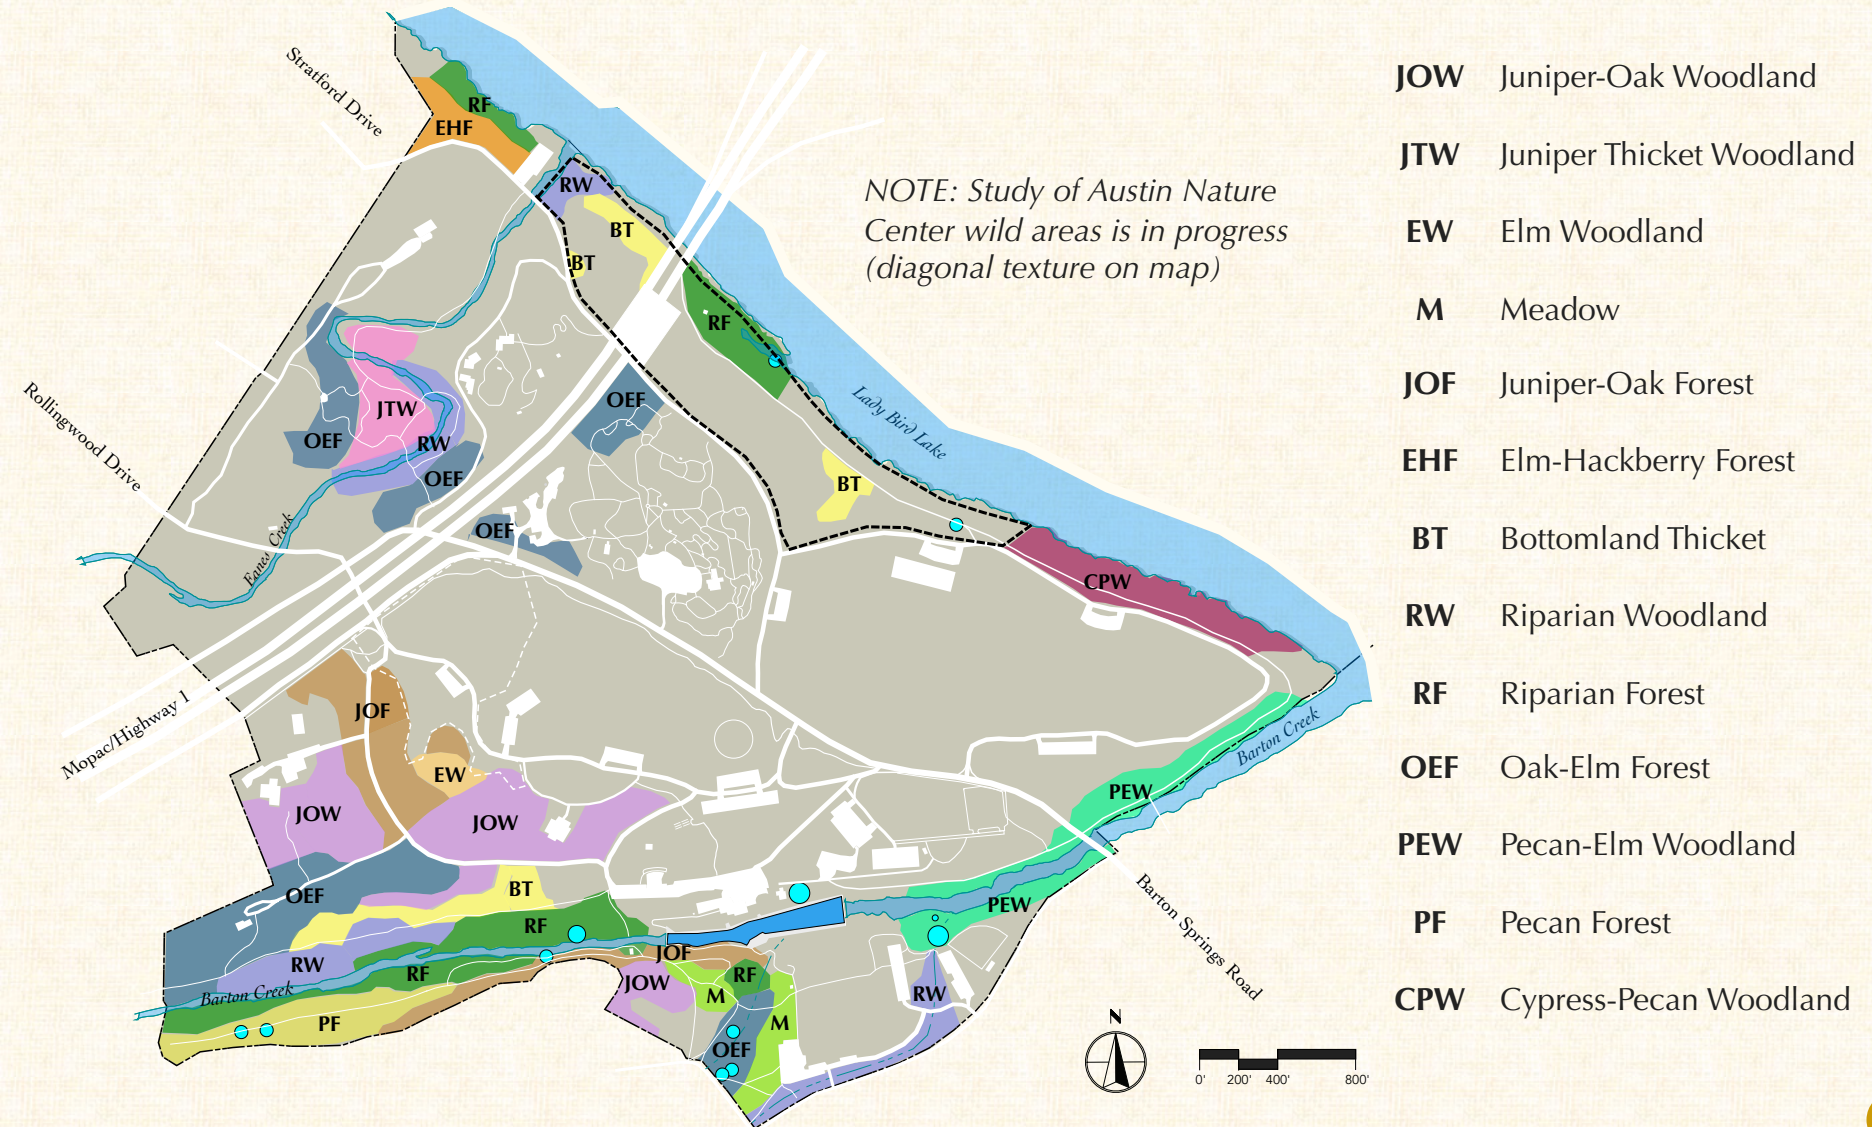 Stratford Drive
RF
EHF
RW
BT
BT
RF
NOTE: Study of Austin Nature
Center wild areas is in progress
(diagonal texture on map)
Lady Bird Lake
OEF
JTW
OEF
RW
OEF
BT
OEF
Rollingwood Drive
Eanes Creek
CPW
Mopac/Highway 1
JOF
EW
JOW
JOW
Barton Creek
PEW
OEF
BT
PEW
Barton Springs Road
RF
RW
RF
JOF
JOW
RF
M
RW
Barton Creek
PF
M
OEF
N
0' 200' 400' 800'
JOW Juniper-Oak Woodland
JTW Juniper Thicket Woodland
EW Elm Woodland
M Meadow
JOF Juniper-Oak Forest
EHF Elm-Hackberry Forest
BT Bottomland Thicket
RW Riparian Woodland
RF Riparian Forest
OEF Oak-Elm Forest
PEW Pecan-Elm Woodland
PF Pecan Forest
CPW Cypress-Pecan Woodland